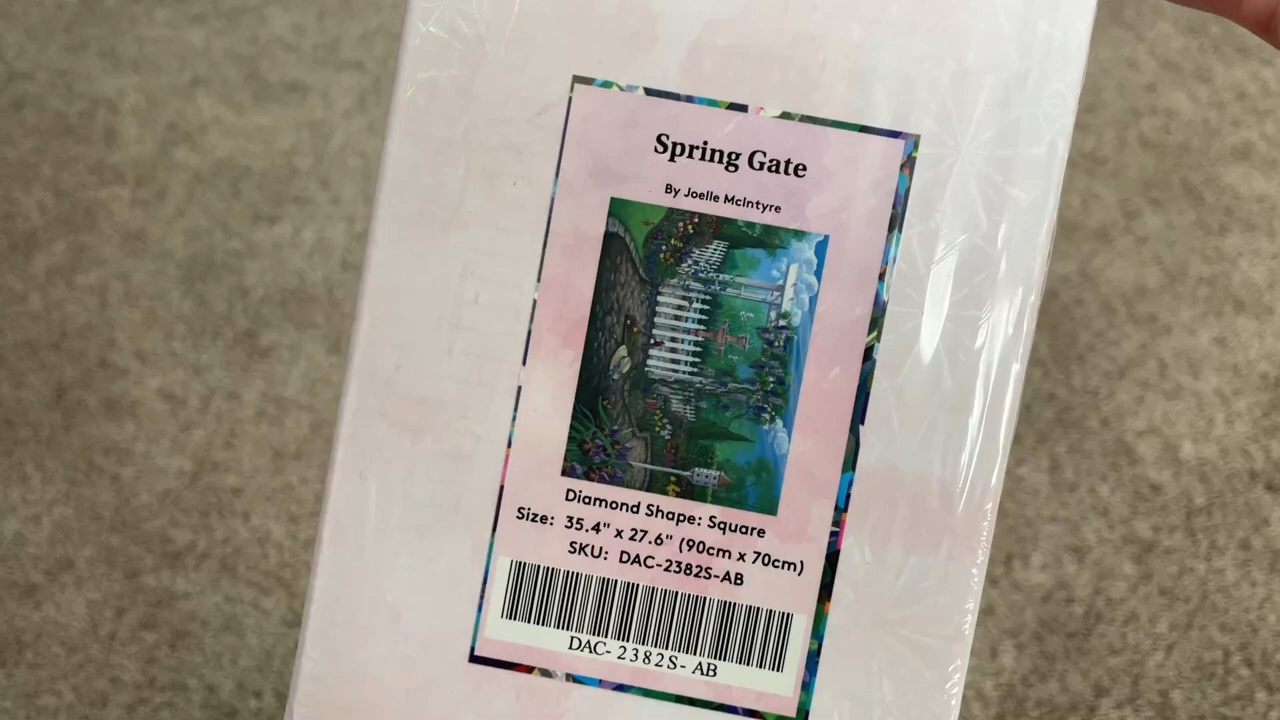 Spring Gate
By Joelle McIntyre
Diamond Shape: Square
Size: 35.4" x 27.6" (90cm x 70cm)
SKU: DAC-2382S-AB
DAC-2382S-AB